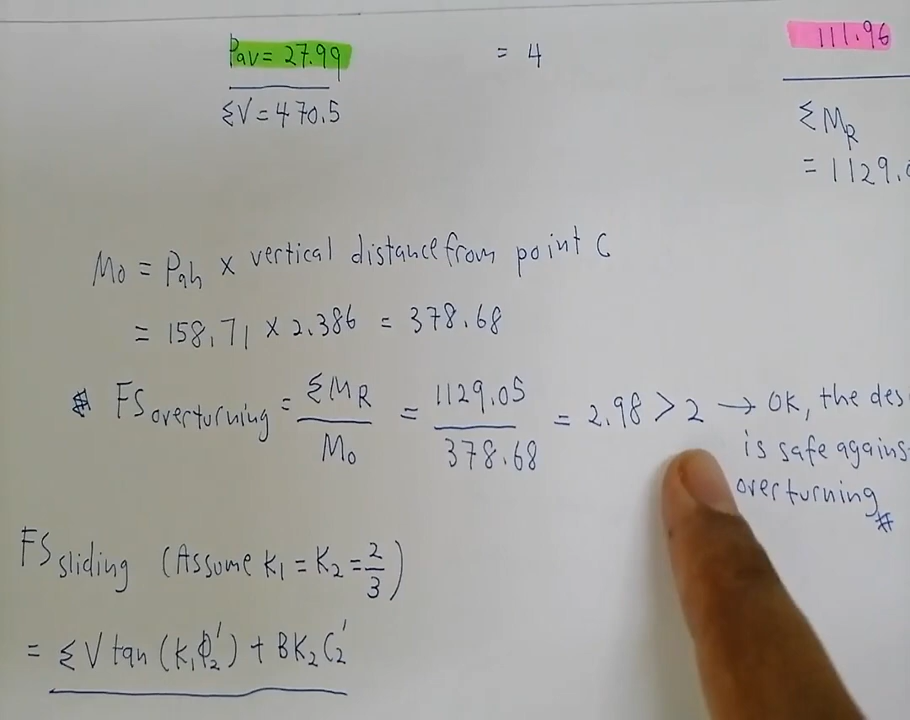 Pav = 27.99 = 4 111.96
ΣV = 470.5 ΣMR
= 1129.0
Mo = Pah × vertical distance from point C
= 158.71 × 2.386 = 378.68
# FS overturning = ΣMR / Mo = 1129.05 / 378.68 = 2.98 > 2 → OK, the des
is safe agains
overturning #
FS sliding (Assume K1 = K2 = 2/3)
= ΣV tan (K1Φ2') + BK2C2'